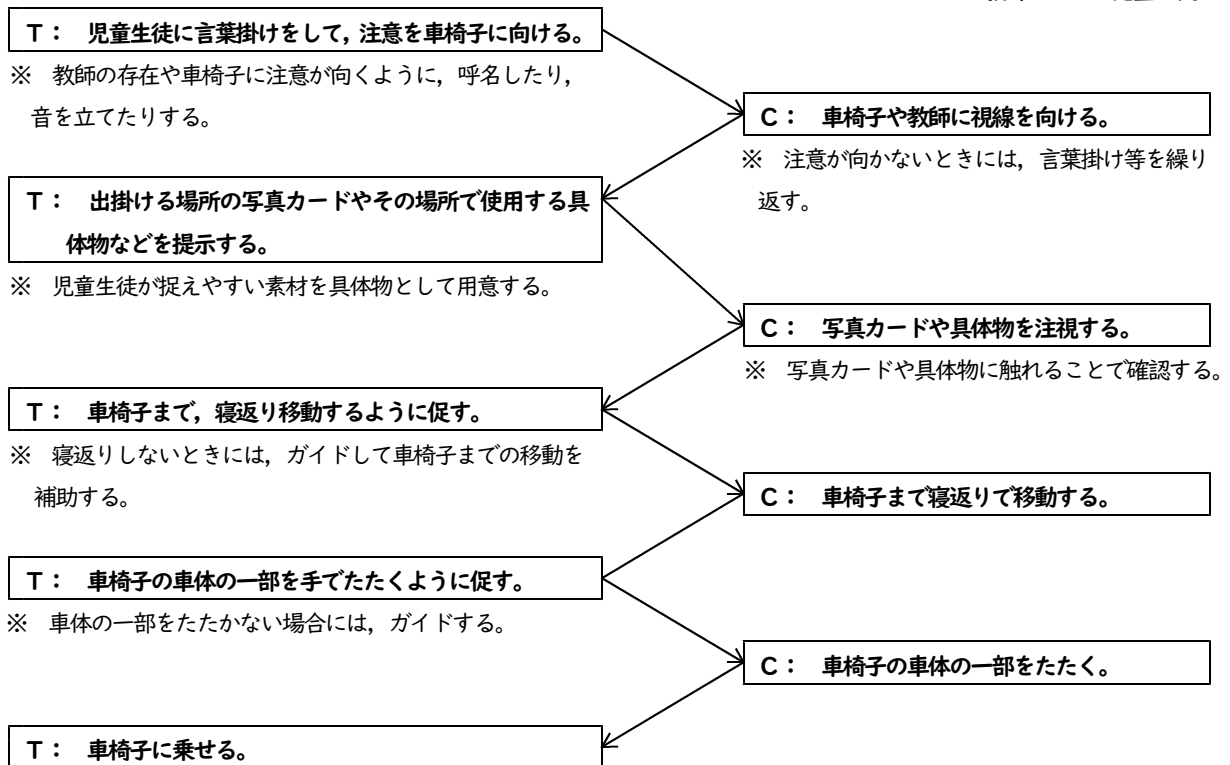 T： 児童生徒に言葉掛けをして，注意を車椅子に向ける。
※ 教師の存在や車椅子に注意が向くように，呼名したり，
音を立てたりする。
C： 車椅子や教師に視線を向ける。
※ 注意が向かないときには，言葉掛け等を繰り
返す。
T： 出掛ける場所の写真カードやその場所で使用する具
体物などを提示する。
※ 児童生徒が捉えやすい素材を具体物として用意する。
C： 写真カードや具体物を注視する。
※ 写真カードや具体物に触れることで確認する。
T： 車椅子まで，寝返り移動するように促す。
※ 寝返りしないときには，ガイドして車椅子までの移動を
補助する。
C： 車椅子まで寝返りで移動する。
T： 車椅子の車体の一部を手でたたくように促す。
※ 車体の一部をたたかない場合には，ガイドする。
C： 車椅子の車体の一部をたたく。
T： 車椅子に乗せる。